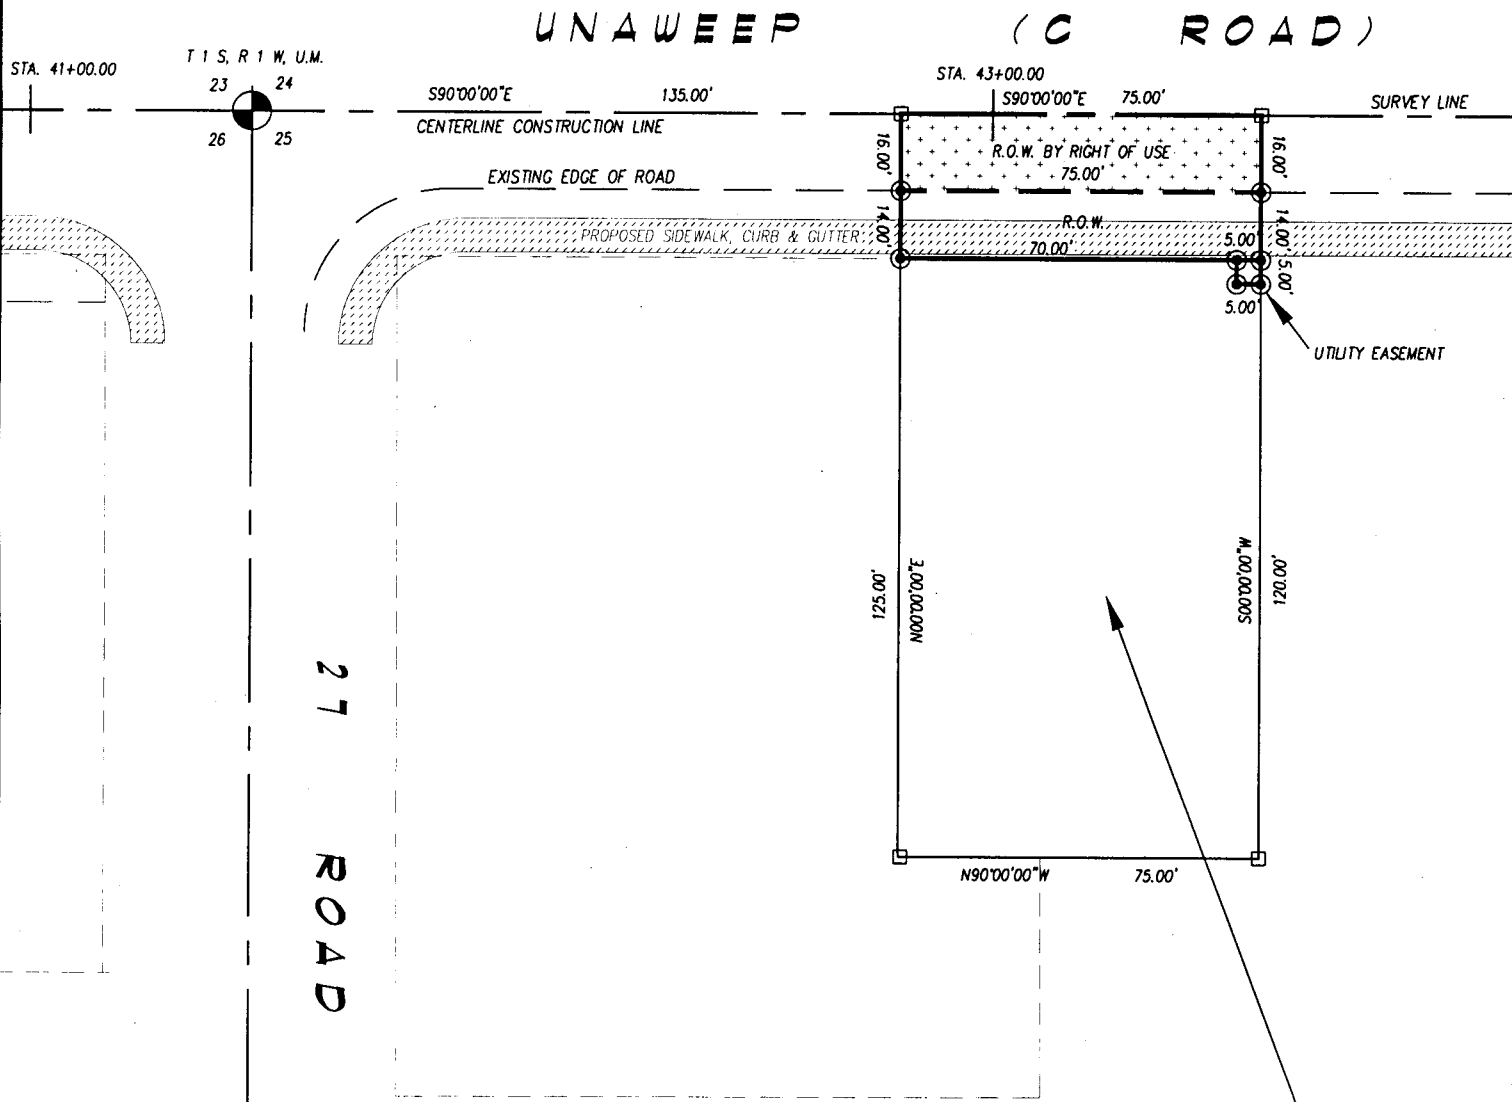 UNAWEEP (C ROAD)
T 1 S, R 1 W, U.M.
STA. 41+00.00
23 24
26 25
STA. 43+00.00
S90°00'00"E 135.00'
S90°00'00"E 75.00'
SURVEY LINE
CENTERLINE CONSTRUCTION LINE
16.00'
R.O.W. BY RIGHT OF USE
16.00'
75.00'
EXISTING EDGE OF ROAD
14.00'
R.O.W.
14.00'
PROPOSED SIDEWALK, CURB & GUTTER
70.00'
5.00'
5.00'
5.00'
UTILITY EASEMENT
125.00'
N00°00'00"E
S00°00'00"W
120.00'
27 ROAD
N90°00'00"W 75.00'